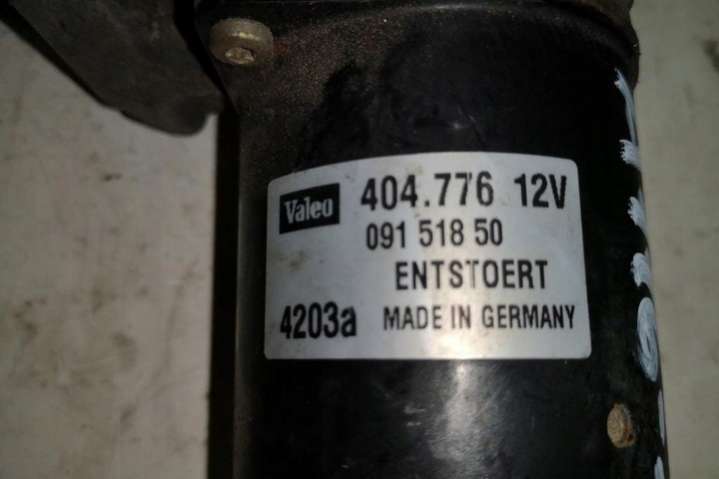 Valeo 404.776 12V
091 518 50
ENTSTOERT
4203a MADE IN GERMANY